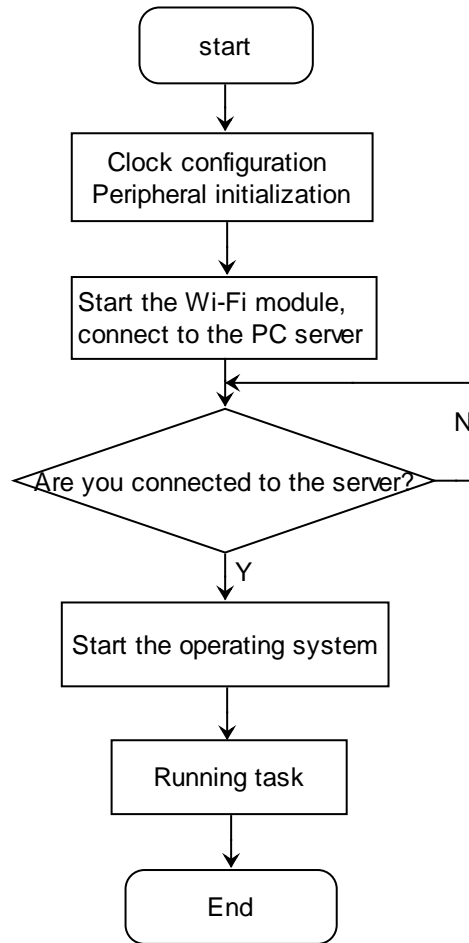 start
Clock configuration
Peripheral initialization
Start the Wi-Fi module,
connect to the PC server
N
Are you connected to the server?
Y
Start the operating system
Running task
End